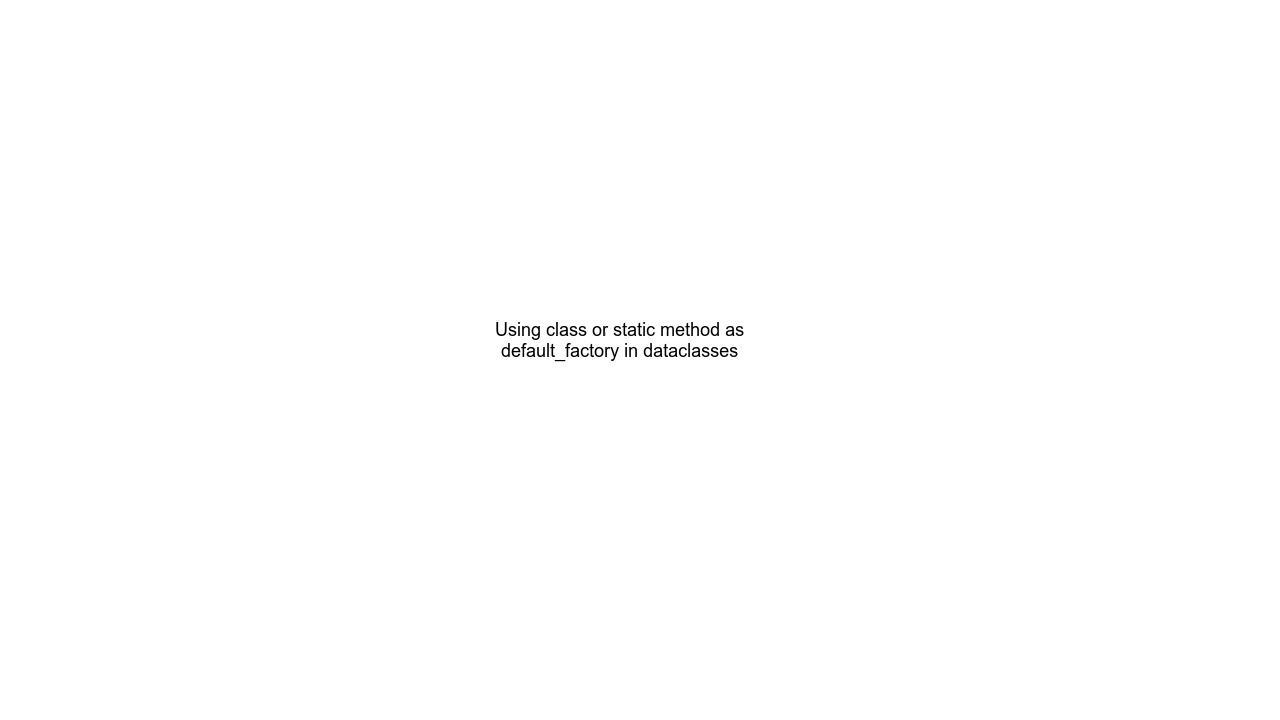 Using class or static method as
default_factory in dataclasses